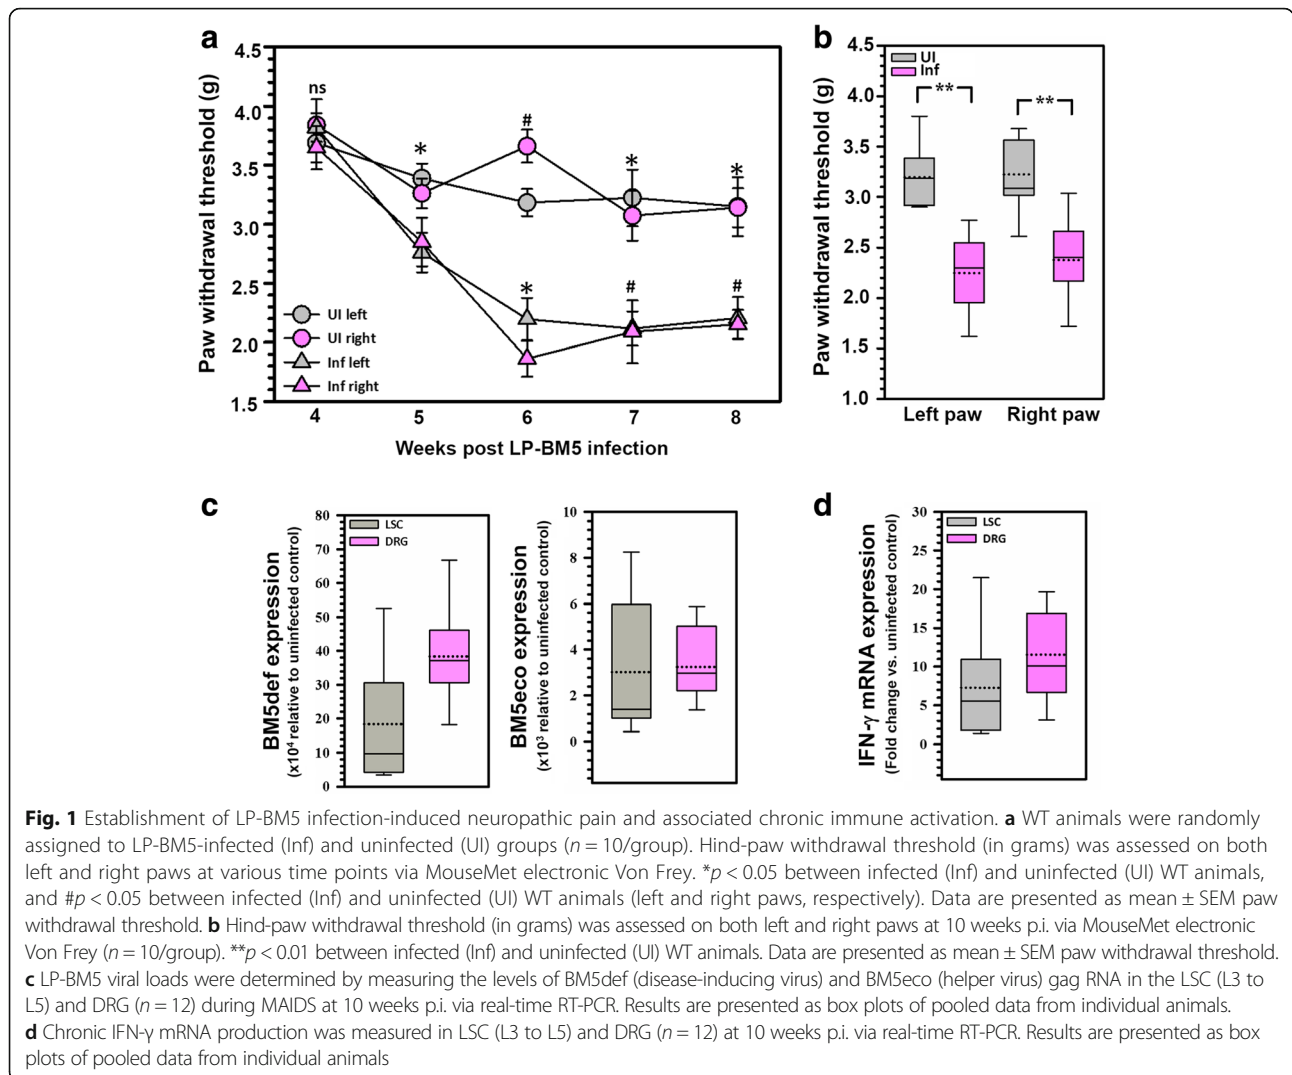 a
4.5
4.0
3.5
3.0
2.5
2.0
1.5
Paw withdrawal threshold (g)
ns
*
#
*
*
*
#
#
UI left
UI right
Inf left
Inf right
4 5 6 7 8
Weeks post LP-BM5 infection
b
4.5
4.0
3.5
3.0
2.5
2.0
1.5
1.0
Paw withdrawal threshold (g)
UI
Inf
**
**
Left paw Right paw
c
80
70
60
50
40
30
20
10
0
BM5def expression
(x10⁴ relative to uninfected control)
LSC
DRG
10
8
6
4
2
0
BM5eco expression
(x10³ relative to uninfected control)
d
30
25
20
15
10
5
0
IFN-γ mRNA expression
(Fold change vs. uninfected control)
LSC
DRG
Fig. 1 Establishment of LP-BM5 infection-induced neuropathic pain and associated chronic immune activation. a WT animals were randomly
assigned to LP-BM5-infected (Inf) and uninfected (UI) groups (n = 10/group). Hind-paw withdrawal threshold (in grams) was assessed on both
left and right paws at various time points via MouseMet electronic Von Frey. *p < 0.05 between infected (Inf) and uninfected (UI) WT animals,
and #p < 0.05 between infected (Inf) and uninfected (UI) WT animals (left and right paws, respectively). Data are presented as mean ± SEM paw
withdrawal threshold. b Hind-paw withdrawal threshold (in grams) was assessed on both left and right paws at 10 weeks p.i. via MouseMet electronic
Von Frey (n = 10/group). **p < 0.01 between infected (Inf) and uninfected (UI) WT animals. Data are presented as mean ± SEM paw withdrawal threshold.
c LP-BM5 viral loads were determined by measuring the levels of BM5def (disease-inducing virus) and BM5eco (helper virus) gag RNA in the LSC (L3 to
L5) and DRG (n = 12) during MAIDS at 10 weeks p.i. via real-time RT-PCR. Results are presented as box plots of pooled data from individual animals.
d Chronic IFN-γ mRNA production was measured in LSC (L3 to L5) and DRG (n = 12) at 10 weeks p.i. via real-time RT-PCR. Results are presented as box
plots of pooled data from individual animals